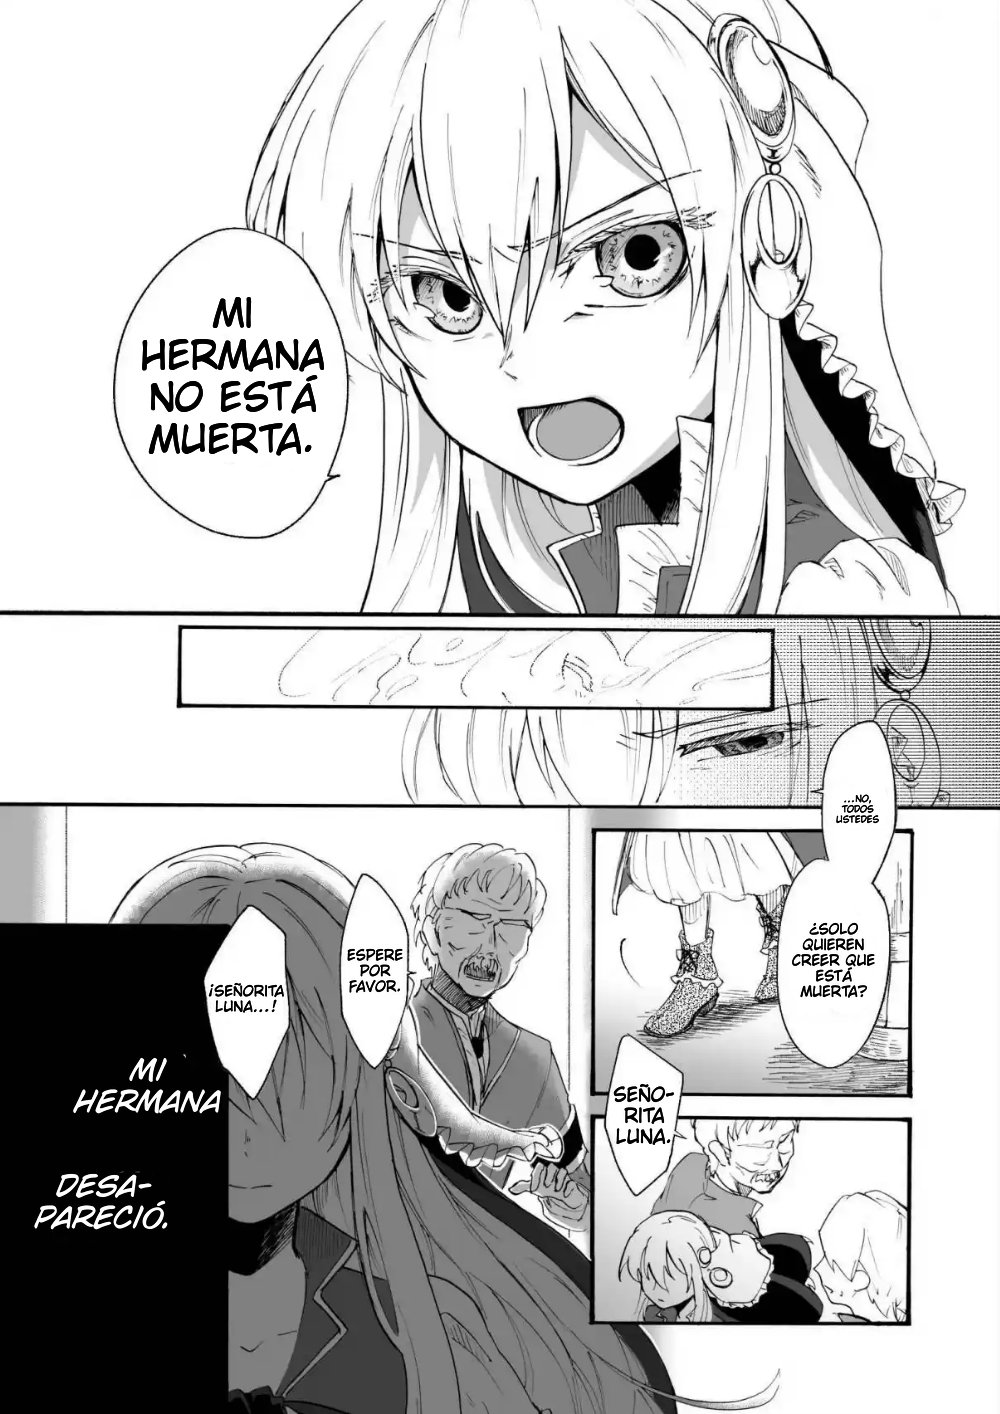 MI
HERMANA
NO ESTÁ
MUERTA.
...NO,
TODOS
USTEDES
¿SOLO
QUIEREN
CREER QUE
ESTÁ
MUERTA?
SEÑO-
RITA
LUNA.
ESPERE
POR
FAVOR.
¡SEÑORITA
LUNA...!
MI
HERMANA
DESA-
PARECIÓ.